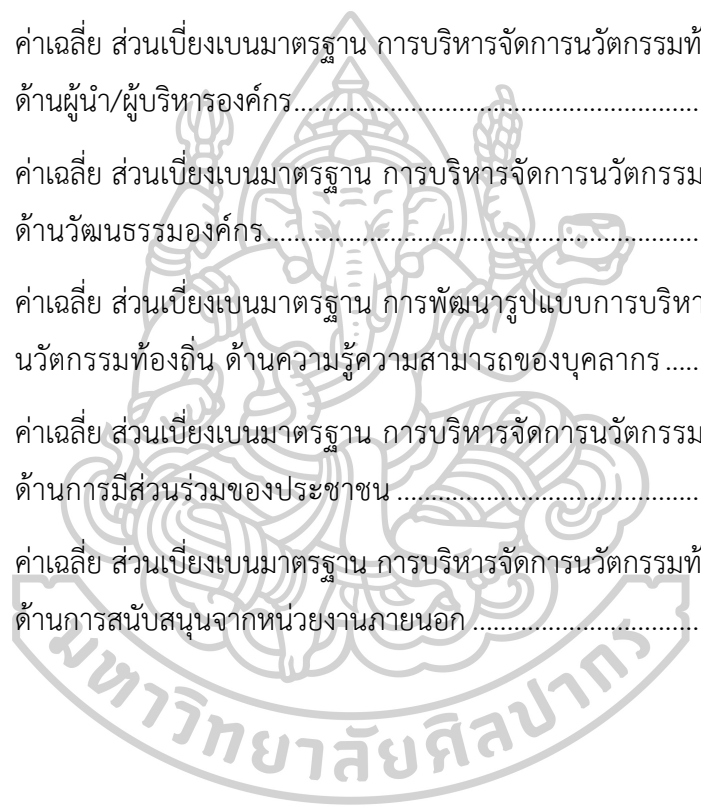 ค่าเฉลี่ย ส่วนเบี่ยงเบนมาตรฐาน การบริหารจัดการนวัตกรรมท้
ด้านผู้นำ/ผู้บริหารองค์กร......................................................
ค่าเฉลี่ย ส่วนเบี่ยงเบนมาตรฐาน การบริหารจัดการนวัตกรรม
ด้านวัฒนธรรมองค์กร..........................................................
ค่าเฉลี่ย ส่วนเบี่ยงเบนมาตรฐาน การพัฒนารูปแบบการบริหา
นวัตกรรมท้องถิ่น ด้านความรู้ความสามารถของบุคลากร .....
ค่าเฉลี่ย ส่วนเบี่ยงเบนมาตรฐาน การบริหารจัดการนวัตกรรม
ด้านการมีส่วนร่วมของประชาชน .........................................
ค่าเฉลี่ย ส่วนเบี่ยงเบนมาตรฐาน การบริหารจัดการนวัตกรรมท้
ด้านการสนับสนุนจากหน่วยงานภายนอก ..............................
มหาวิทยาลัยศิลปากร